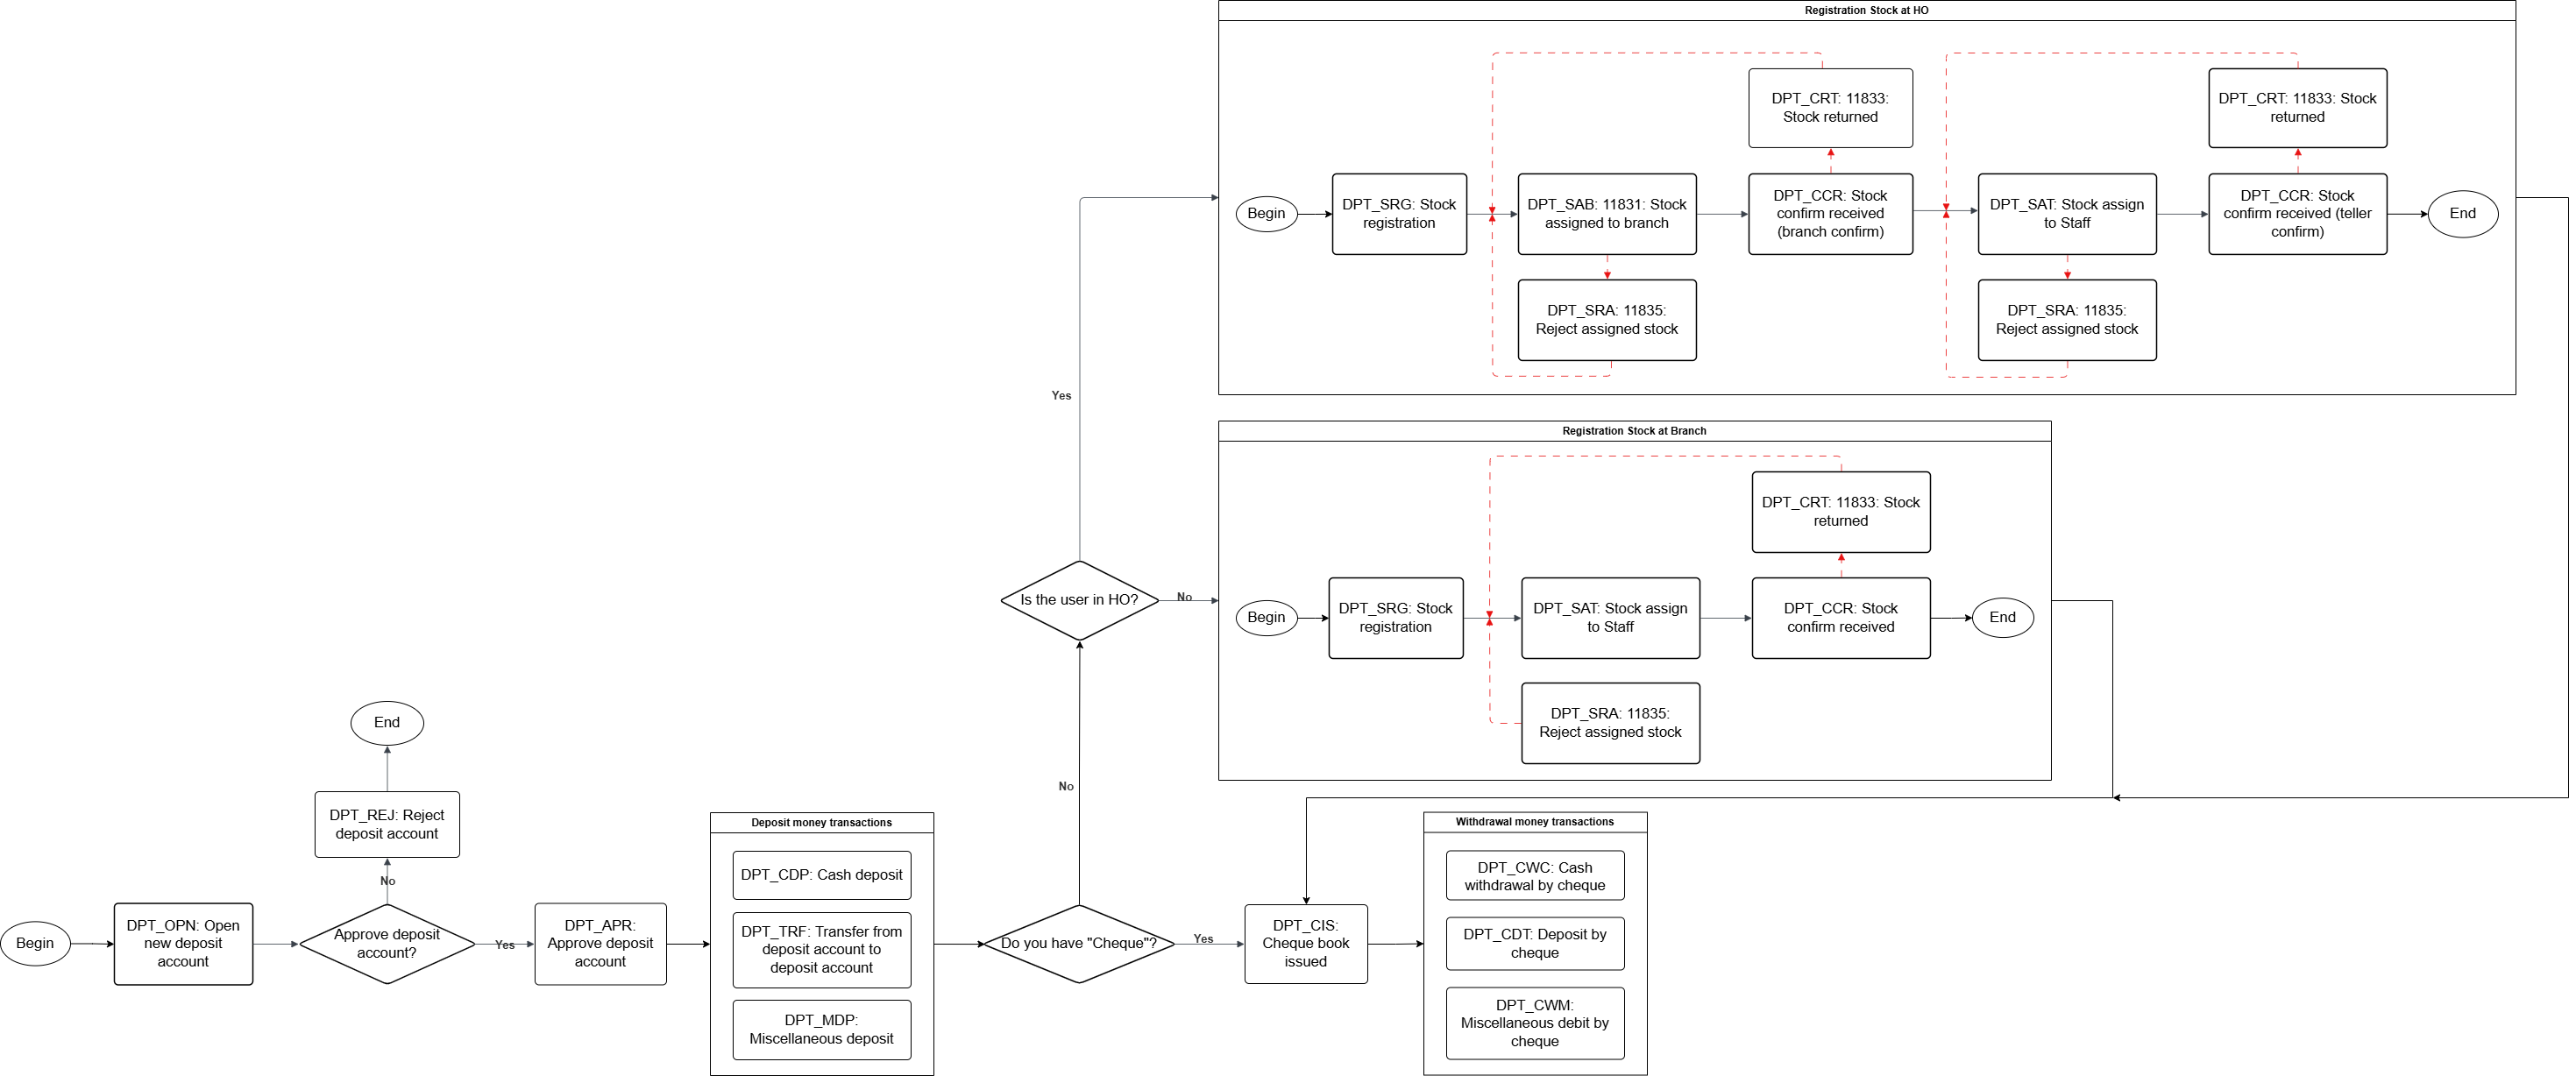 Registration Stock at HO
DPT_CRT: 11833:
Stock returned
DPT_CRT: 11833: Stock
returned
Begin
DPT_SRG: Stock
registration
DPT_SAB: 11831: Stock
assigned to branch
DPT_CCR: Stock
confirm received
(branch confirm)
DPT_SAT: Stock assign
to Staff
DPT_CCR: Stock
confirm received (teller
confirm)
End
DPT_SRA: 11835:
Reject assigned stock
DPT_SRA: 11835:
Reject assigned stock
Yes
Registration Stock at Branch
DPT_CRT: 11833: Stock
returned
Is the user in HO?
No
Begin
DPT_SRG: Stock
registration
DPT_SAT: Stock assign
to Staff
DPT_CCR: Stock
confirm received
End
DPT_SRA: 11835:
Reject assigned stock
End
No
DPT_REJ: Reject
deposit account
No
Begin
DPT_OPN: Open
new deposit
account
Approve deposit
account?
Yes
DPT_APR:
Approve deposit
account
Deposit money transactions
DPT_CDP: Cash deposit
DPT_TRF: Transfer from
deposit account to
deposit account
DPT_MDP:
Miscellaneous deposit
Do you have "Cheque"?
Yes
DPT_CIS:
Cheque book
issued
Withdrawal money transactions
DPT_CWC: Cash
withdrawal by cheque
DPT_CDT: Deposit by
cheque
DPT_CWM:
Miscellaneous debit by
cheque